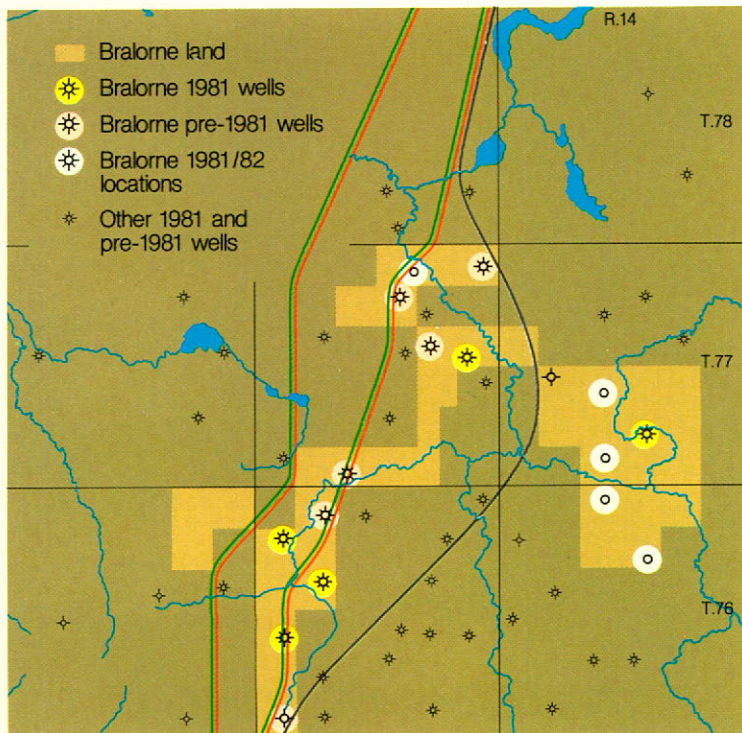 R.14
Bralorne land
Bralorne 1981 wells
Bralorne pre-1981 wells
Bralorne 1981/82
locations
Other 1981 and
pre-1981 wells
T.78
T.77
T.76